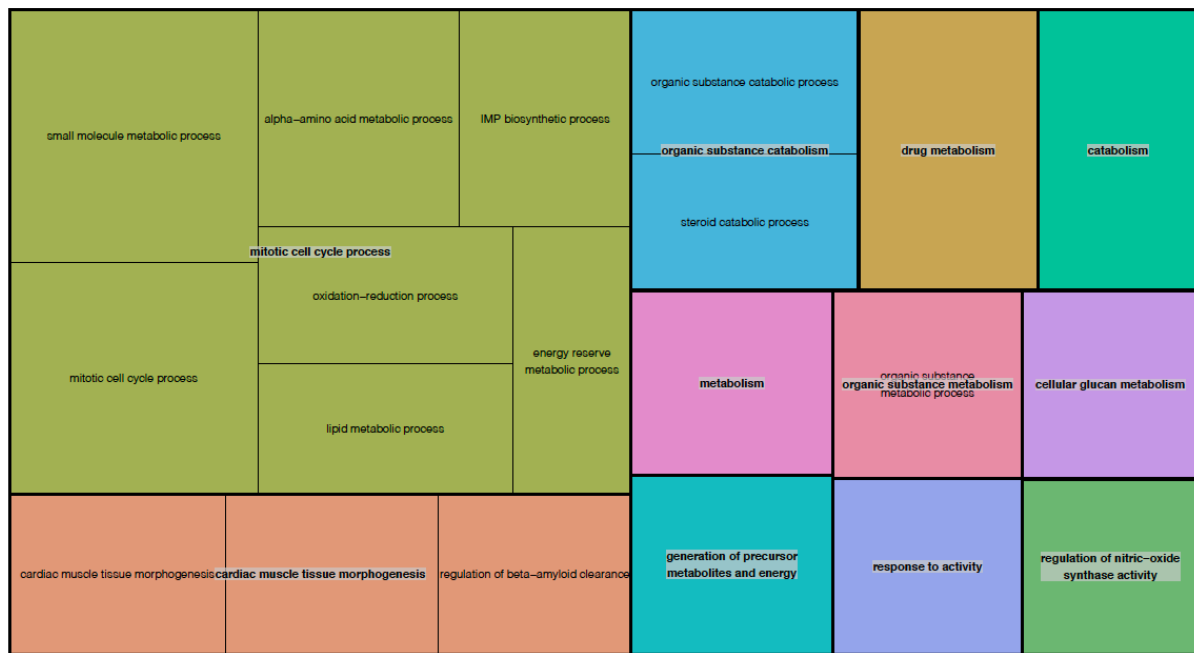 small molecule metabolic process
alpha−amino acid metabolic process
IMP biosynthetic process
mitotic cell cycle process
mitotic cell cycle process
oxidation−reduction process
energy reserve
metabolic process
lipid metabolic process
cardiac muscle tissue morphogenesis
cardiac muscle tissue morphogenesis
regulation of beta−amyloid clearance
organic substance catabolic process
organic substance catabolism
steroid catabolic process
drug metabolism
catabolism
metabolism
organic substance
metabolic process
organic substance metabolism
cellular glucan metabolism
generation of precursor
metabolites and energy
response to activity
regulation of nitric−oxide
synthase activity